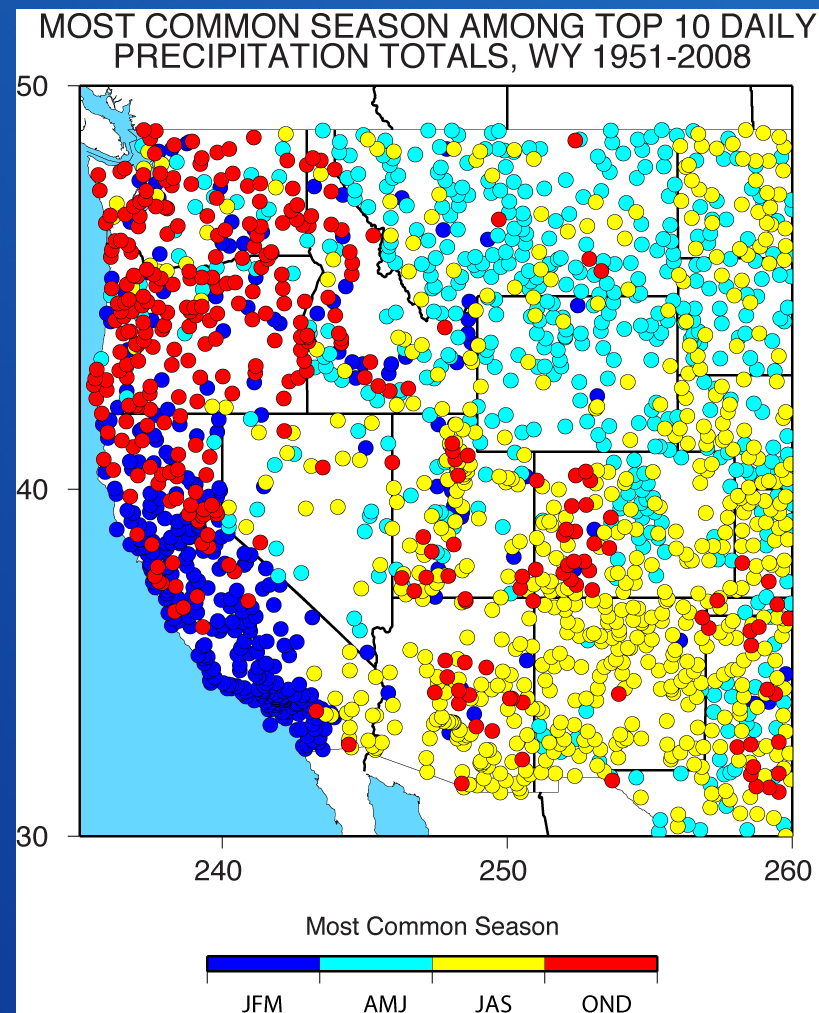 MOST COMMON SEASON AMONG TOP 10 DAILY
PRECIPITATION TOTALS, WY 1951-2008
50
40
30
240
250
260
Most Common Season
JFM
AMJ
JAS
OND